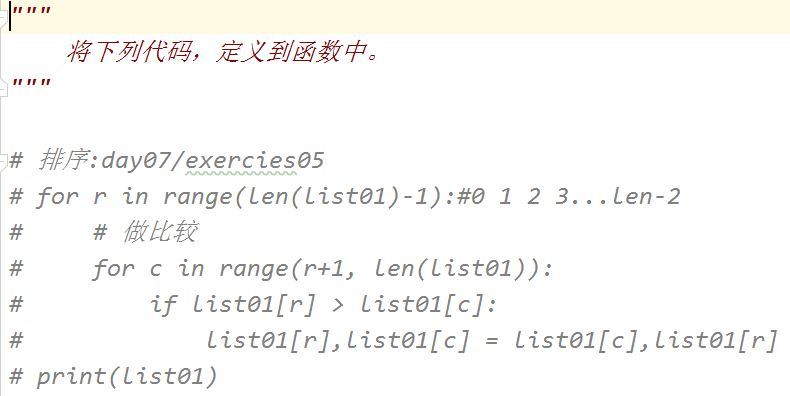 """
    将下列代码，定义到函数中。
"""
# 排序:day07/exercies05
# for r in range(len(list01)-1):#0 1 2 3...len-2
#     # 做比较
#     for c in range(r+1, len(list01)):
#         if list01[r] > list01[c]:
#             list01[r],list01[c] = list01[c],list01[r]
# print(list01)